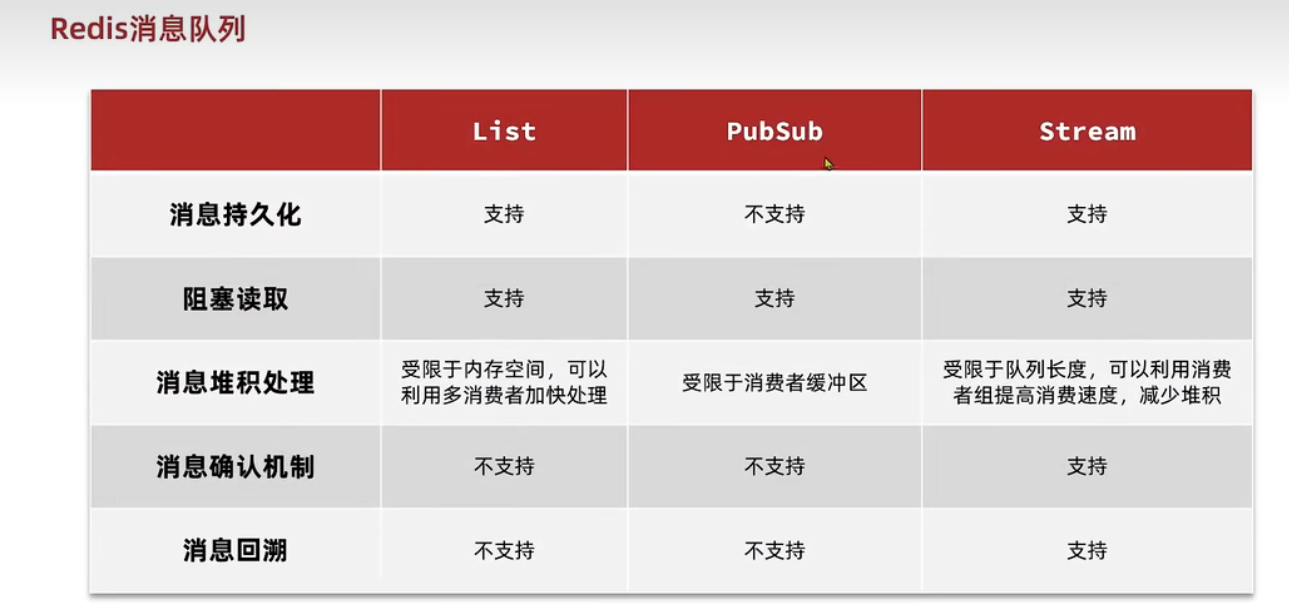 Redis消息队列
List PubSub Stream
消息持久化 支持 不支持 支持
阻塞读取 支持 支持 支持
消息堆积处理 受限于内存空间，可以 受限于消费者缓冲区 受限于队列长度，可以利用消费
利用多消费者加快处理 者组提高消费速度，减少堆积
消息确认机制 不支持 不支持 支持
消息回溯 不支持 不支持 支持